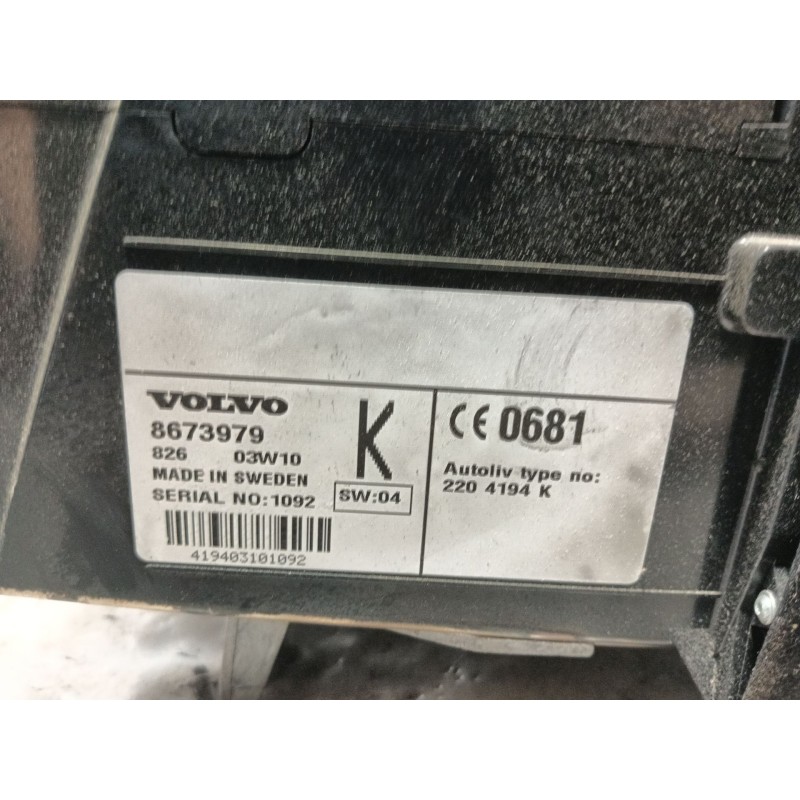 VOLVO
8673979
826 03W10
MADE IN SWEDEN
SERIAL NO:1092
K
SW:04
419403101092
CE 0681
Autoliv type no:
220 4194 K